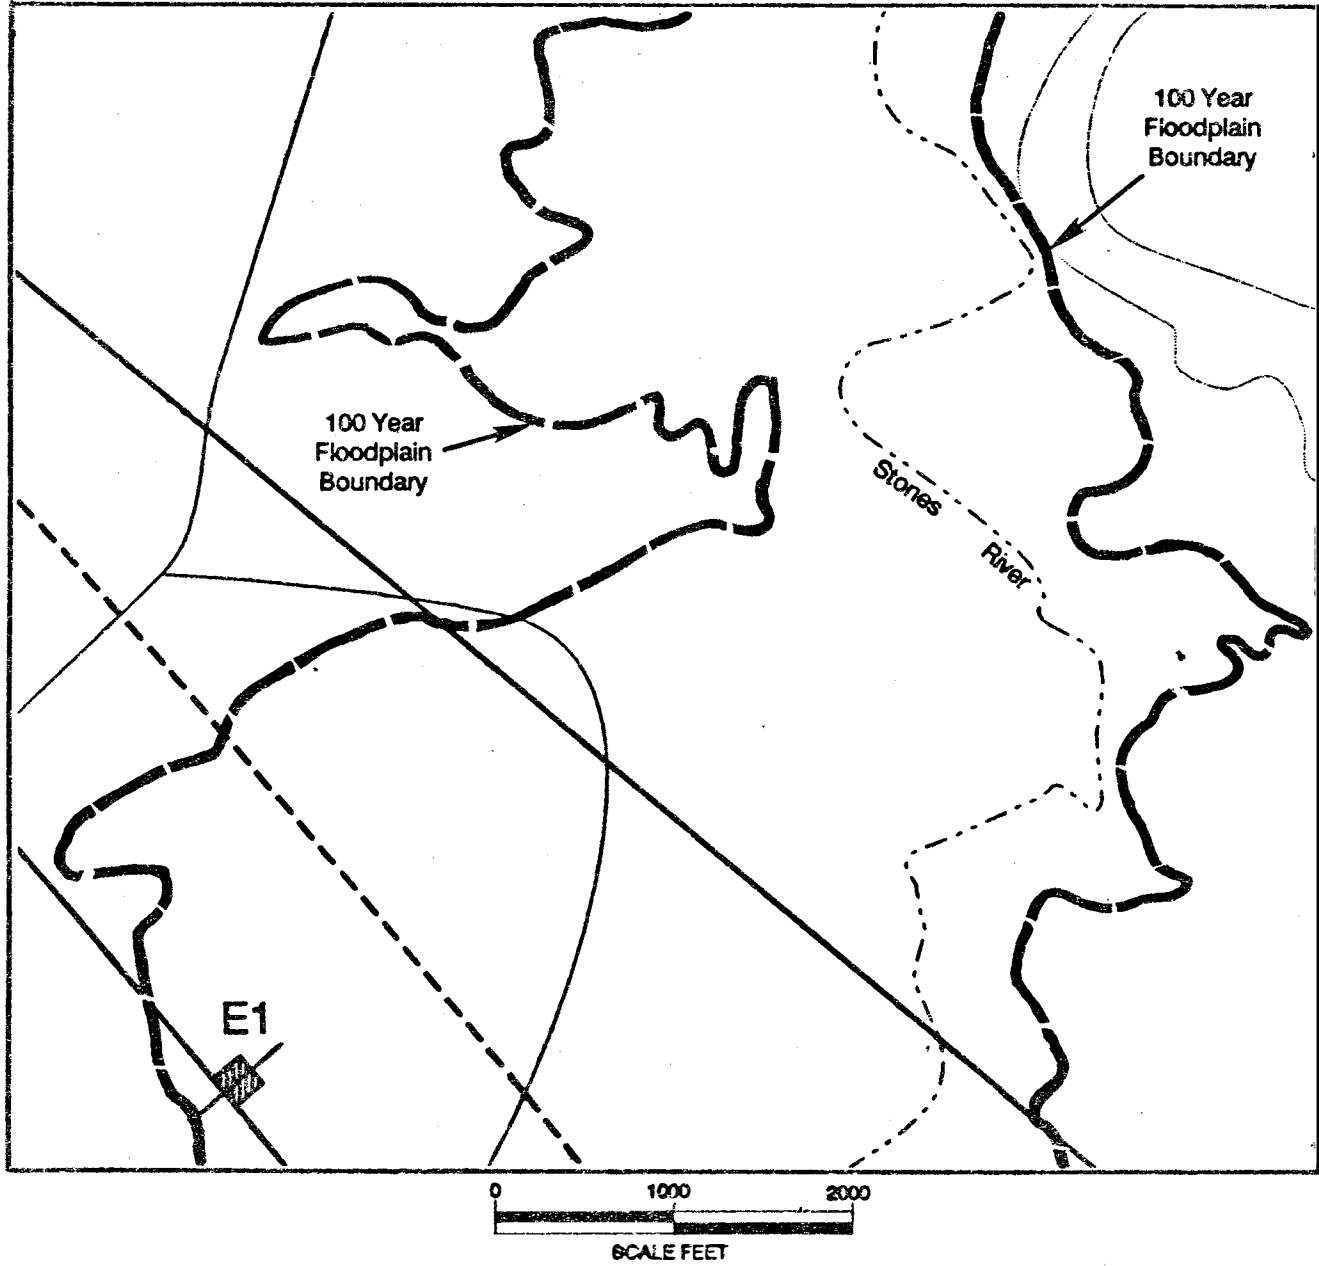 100 Year
Floodplain
Boundary
100 Year
Floodplain
Boundary
Stones
River
E1
0 1000 2000
SCALE FEET